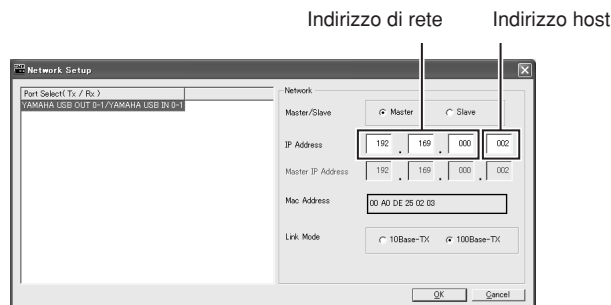 Indirizzo di rete Indirizzo host
Network Setup
Port Select( Tx / Rx )
YAMAHA USB OUT 0-1/YAMAHA USB IN 0-1
Network
Master/Slave Master Slave
IP Address 192 . 169 . 000 . 002
Master IP Address 192 . 169 . 000 . 002
Mac Address 00 A0 DE 25 02 03
Link Mode 10Base-TX 100Base-TX
OK Cancel